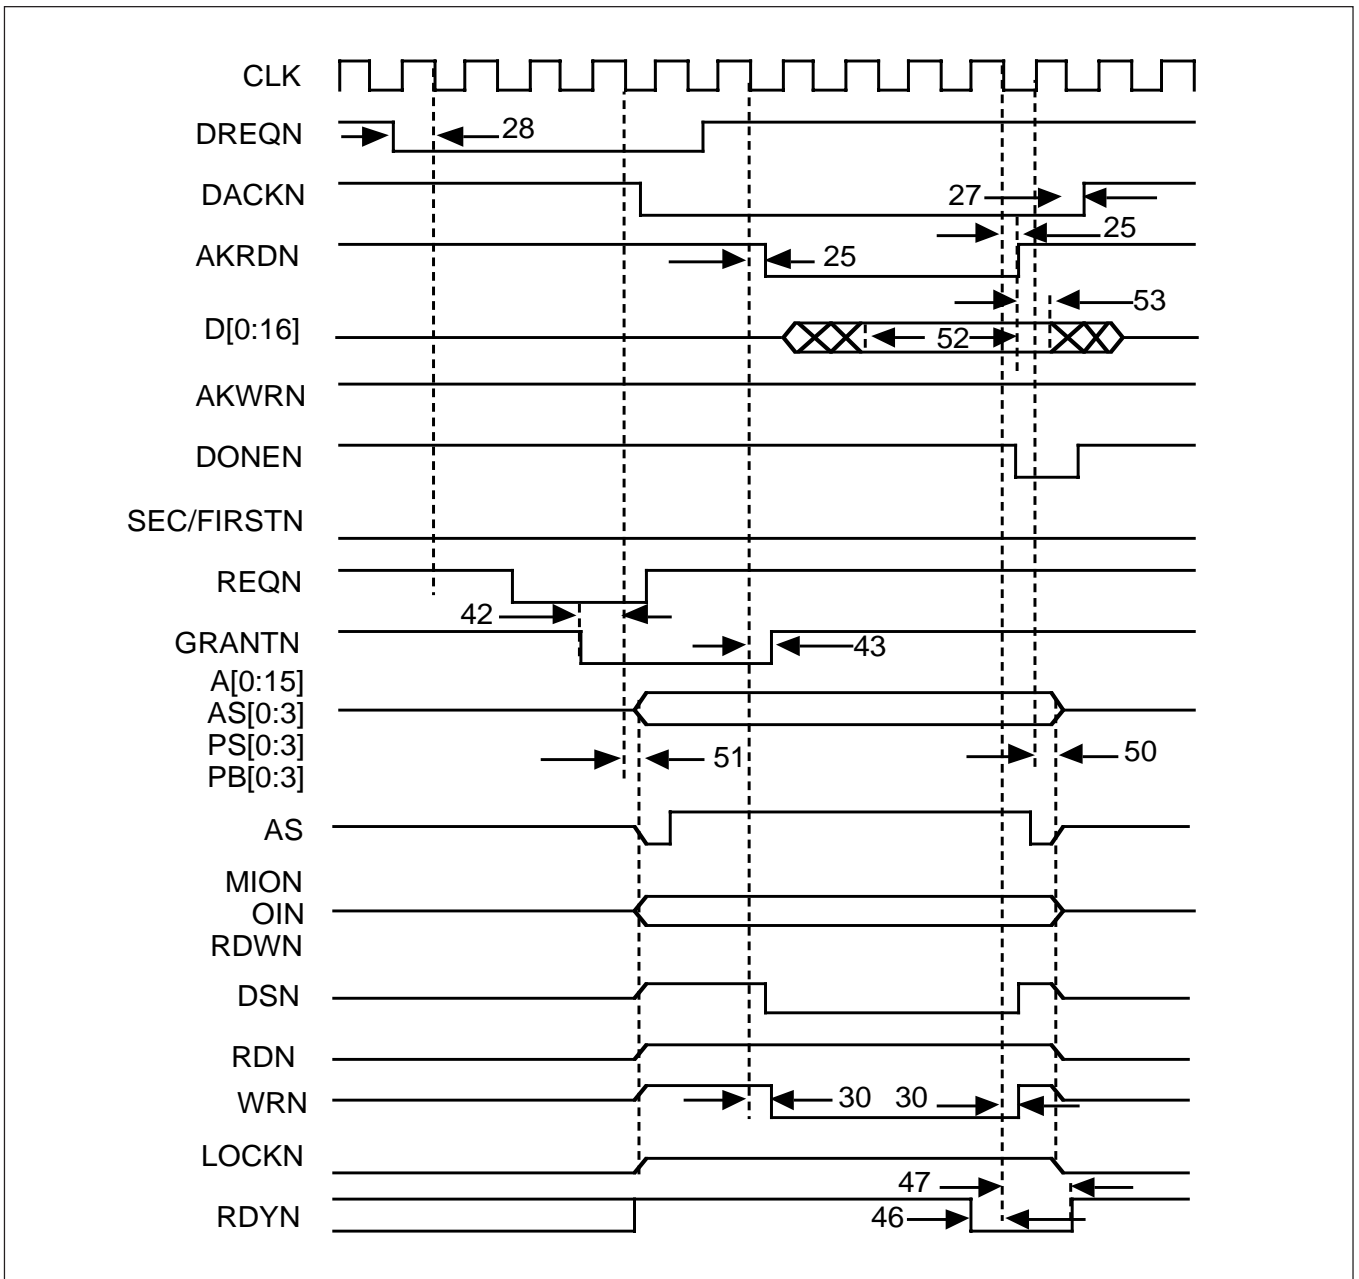 CLK
DREQN 28
DACKN 27
25
AKRDN 25
53
D[0:16] 52
AKWRN
DONEN
SEC/FIRSTN
REQN
42
GRANTN 43
A[0:15]
AS[0:3]
PS[0:3] 51 50
PB[0:3]
AS
MION
OIN
RDWN
DSN
RDN
WRN 30 30
LOCKN
47
RDYN 46